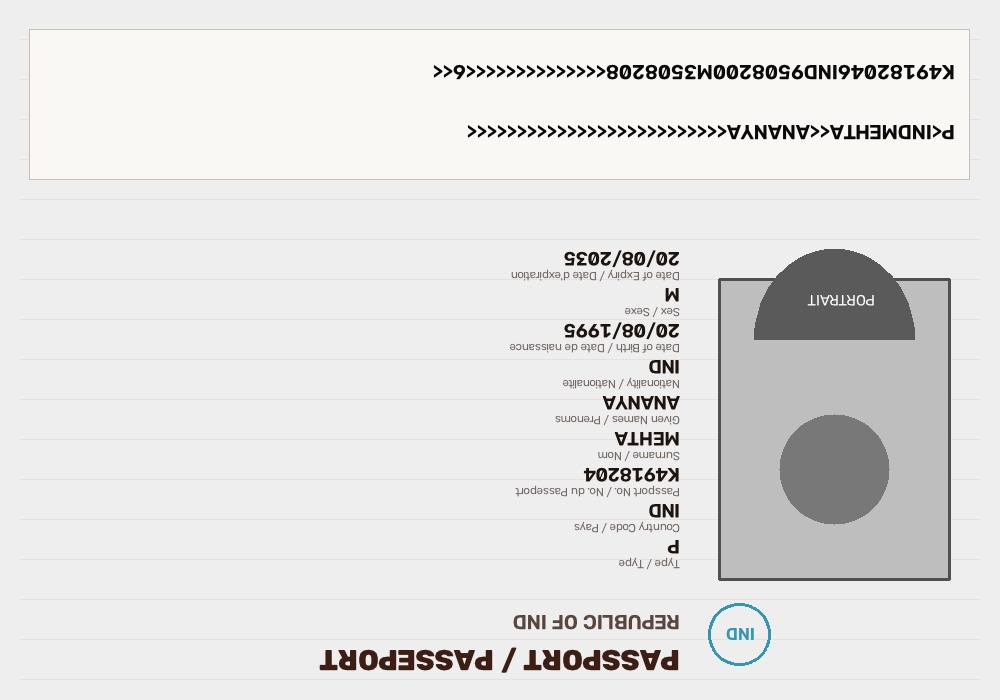 PASSPORT / PASSEPORT
REPUBLIC OF IND
IND
Type / Type
P
Country Code / Pays
IND
Passport No. / No. du Passeport
K4918204
Surname / Nom
MEHTA
Given Names / Prenoms
ANANYA
Nationality / Nationalite
IND
Date of Birth / Date de naissance
20/08/1995
Sex / Sexe
M
Date of Expiry / Date d'expiration
20/08/2035
PORTRAIT
P<INDMEHTA<<ANANYA<<<<<<<<<<<<<<<<<<<<<<<<<<
K49182046IND9508200M3508208<<<<<<<<<<<<<<6<<